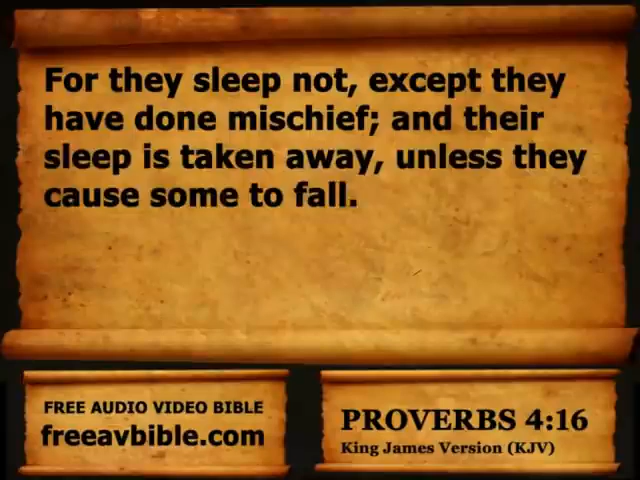 For they sleep not, except they
have done mischief; and their
sleep is taken away, unless they
cause some to fall.
FREE AUDIO VIDEO BIBLE
freeavbible.com
PROVERBS 4:16
King James Version (KJV)